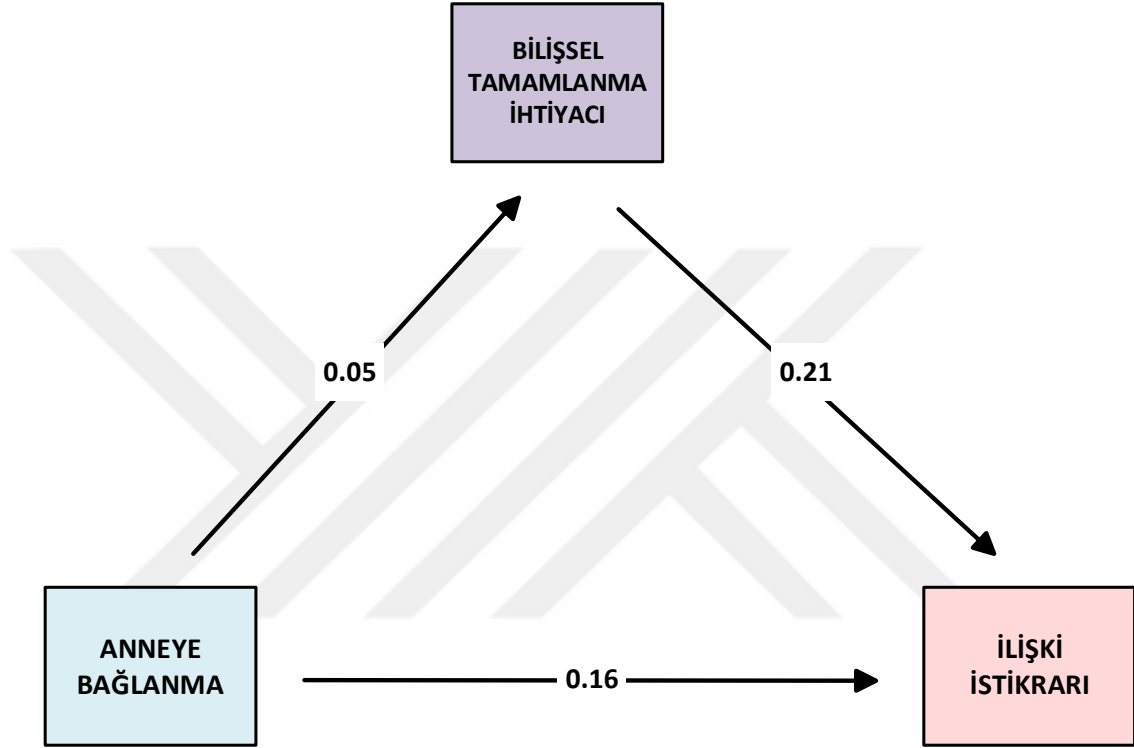 BİLİŞSEL
TAMAMLANMA
İHTİYACI
0.05
0.21
ANNEYE
BAĞLANMA
0.16
İLİŞKİ
İSTİKRARI